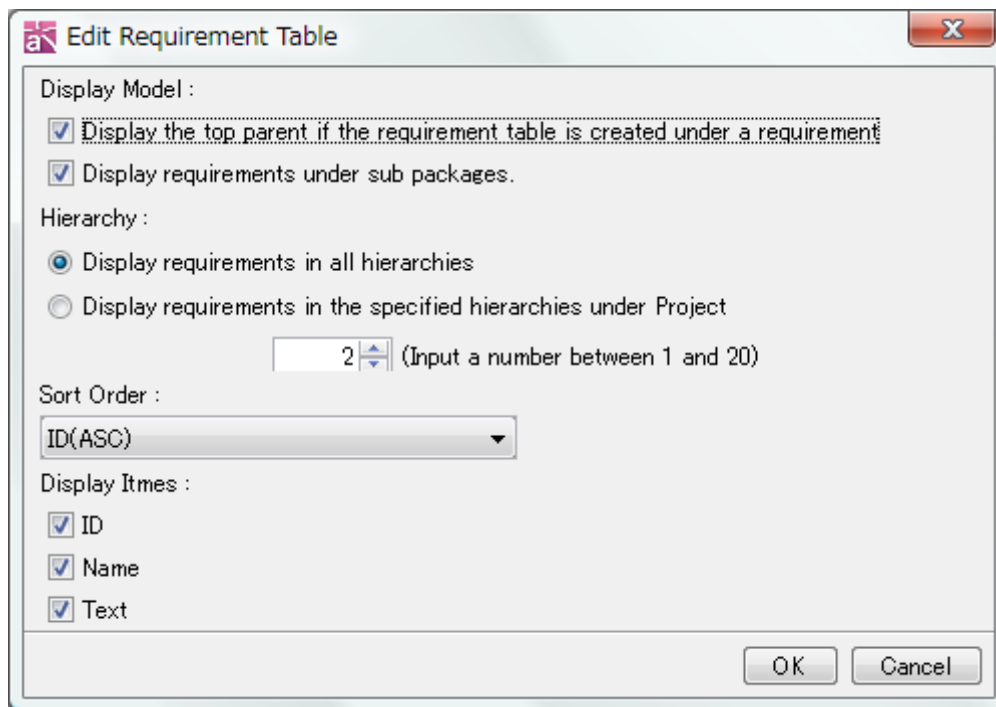 Edit Requirement Table
Display Model :
Display the top parent if the requirement table is created under a requirement
Display requirements under sub packages.
Hierarchy :
Display requirements in all hierarchies
Display requirements in the specified hierarchies under Project
2 (Input a number between 1 and 20)
Sort Order :
ID(ASC)
Display Itmes :
ID
Name
Text
OK Cancel